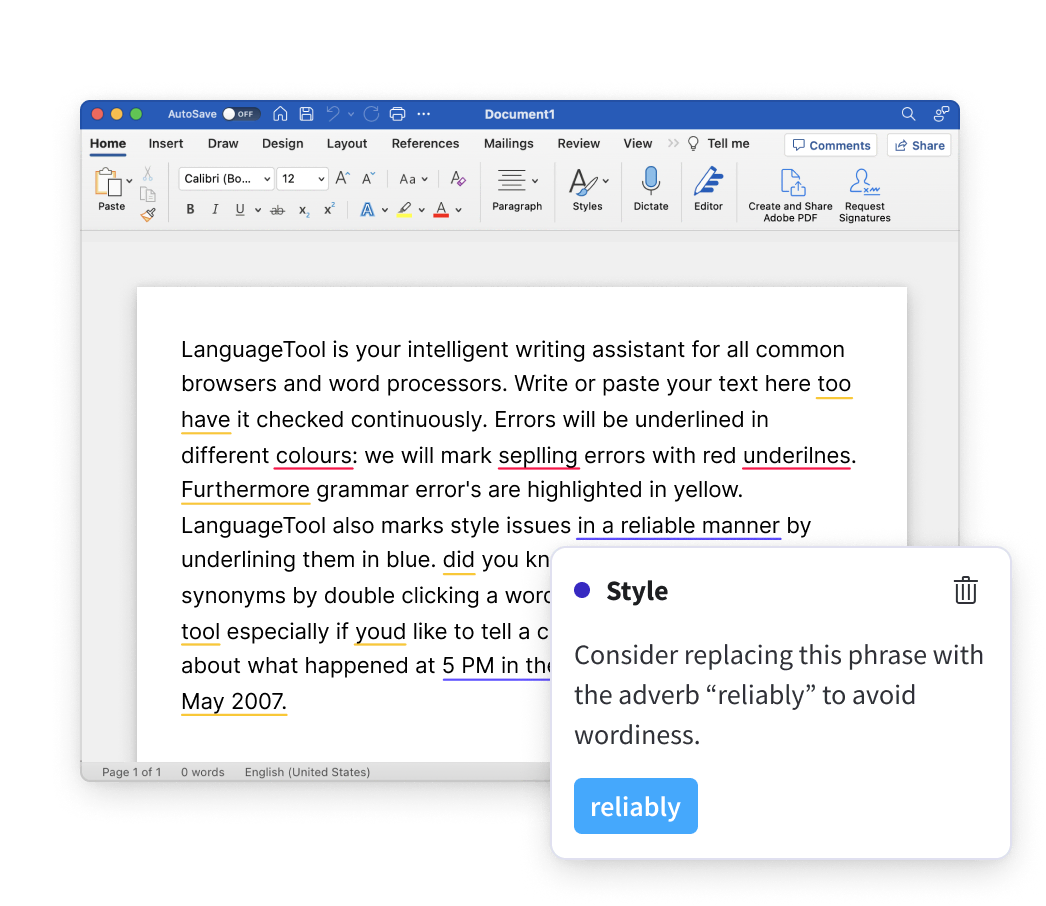 AutoSave OFF Document1
Home Insert Draw Design Layout References Mailings Review View Tell me Comments Share
Paste Calibri (Bo... 12 Aa Paragraph Styles Dictate Editor Create and Share Adobe PDF Request Signatures
B I U ab x2 x2 A A
LanguageTool is your intelligent writing assistant for all common
browsers and word processors. Write or paste your text here too
have it checked continuously. Errors will be underlined in
different colours: we will mark seplling errors with red underilnes.
Furthermore grammar error's are highlighted in yellow.
LanguageTool also marks style issues in a reliable manner by
underlining them in blue. did you kn
synonyms by double clicking a word
tool especially if youd like to tell a c
about what happened at 5 PM in the
May 2007.
Style
Consider replacing this phrase with
the adverb “reliably” to avoid
wordiness.
reliably
Page 1 of 1 0 words English (United States)